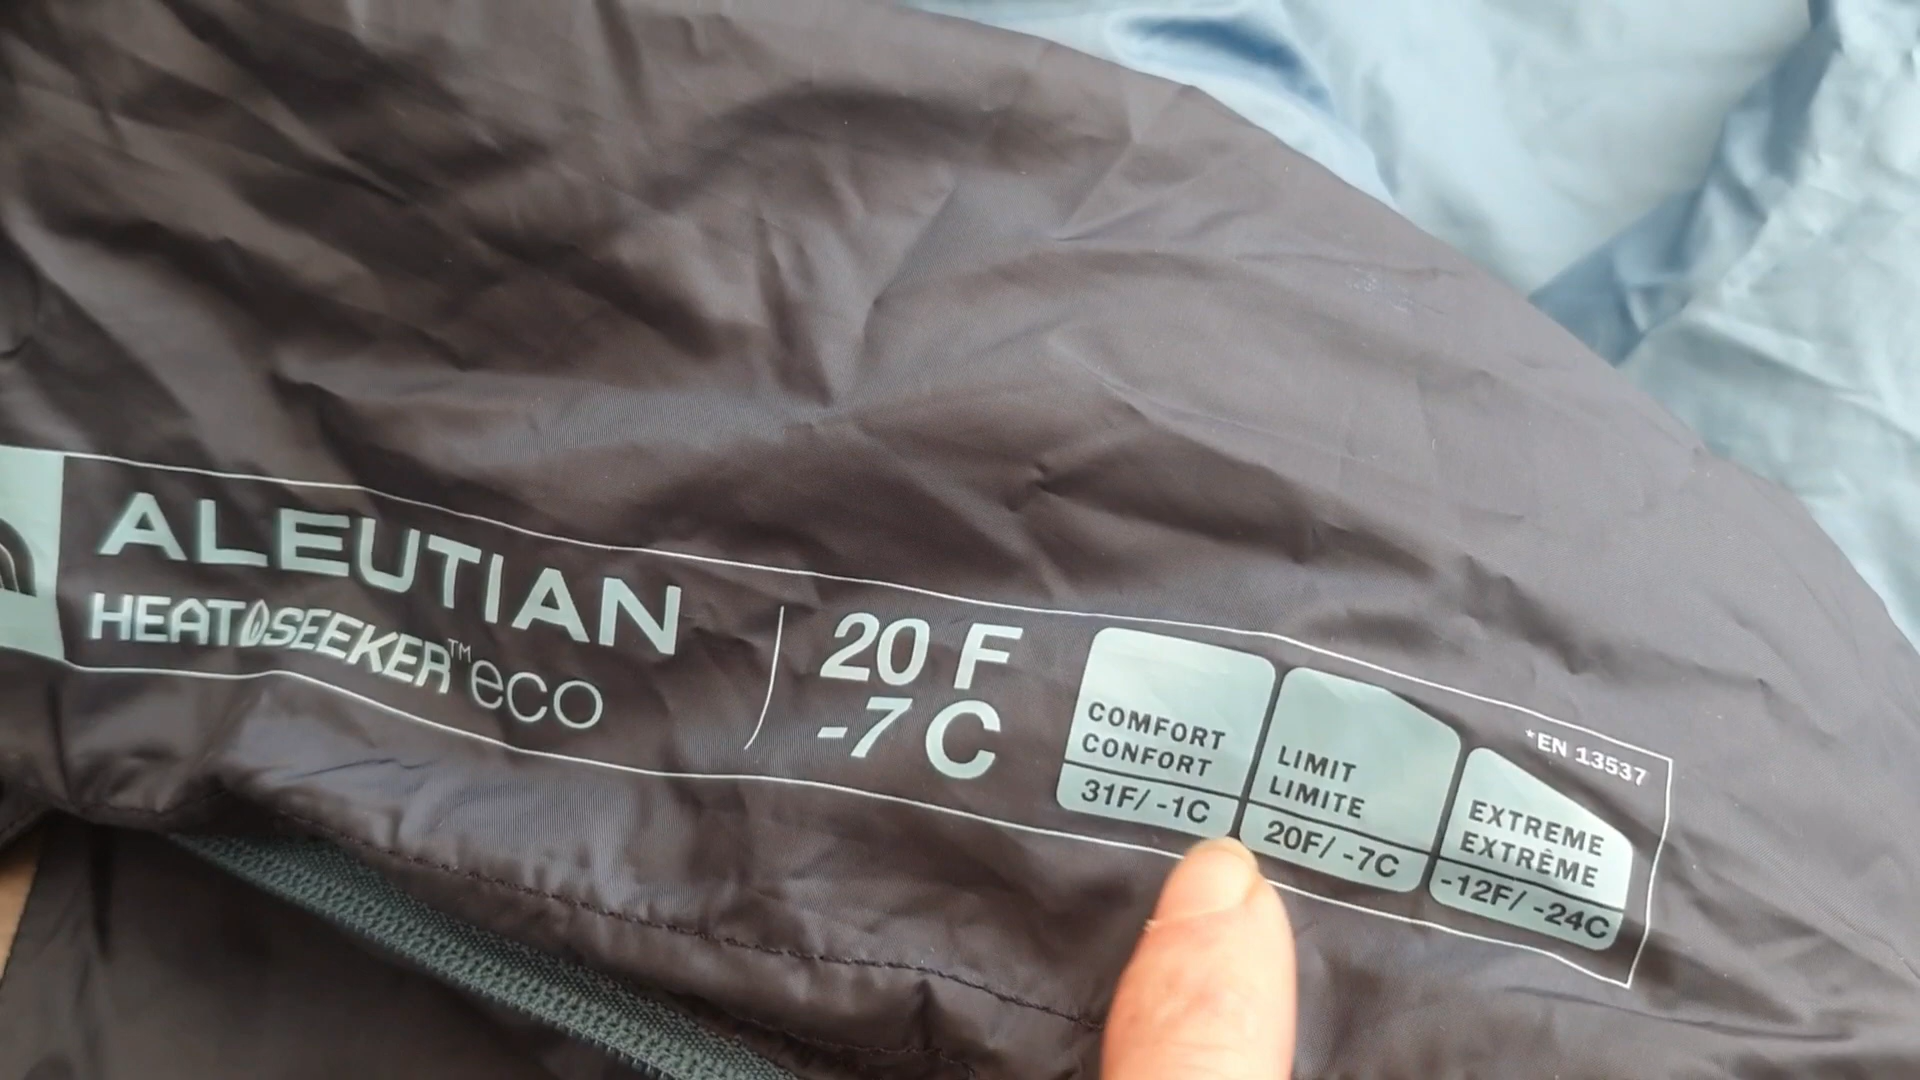 ALEUTIAN
HEATSEEKER™ eco
20 F
-7 C
COMFORT
CONFORT
31F/ -1C
LIMIT
LIMITE
20F/ -7C
EXTREME
EXTRÊME
-12F/ -24C
*EN 13537